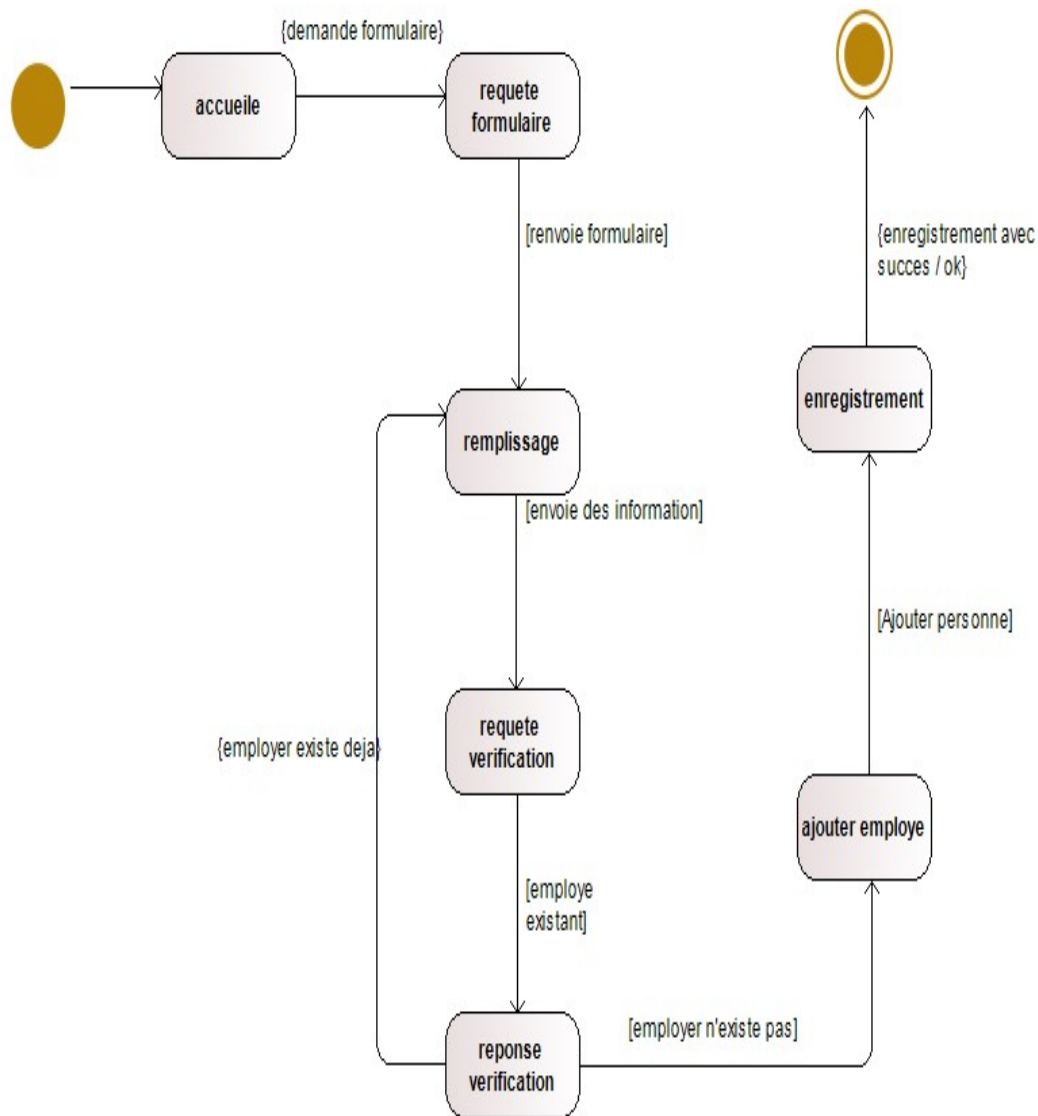 {demande formulaire}
accueile
requete
formulaire
[renvoie formulaire]
{enregistrement avec
succes / ok}
enregistrement
remplissage
[envoie des information]
[Ajouter personne]
requete
verification
{employer existe deja}
ajouter employe
[employe
existant]
[employer n'existe pas]
reponse
verification